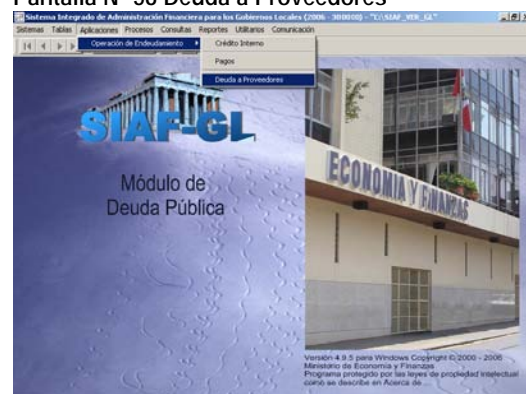 Pantalla N° 96 Deuda a Proveedores
Sistema Integrado de Administración Financiera para los Gobiernos Locales (2006 - 300010) - "C:\SIAF_VER_GL"
Sistemas Tablas Aplicaciones Procesos Consultas Reportes Utilitarios Comunicación
Operación de Endeudamiento
Crédito Interno
Pagos
Deuda a Proveedores
SIAF-GL
Módulo de
Deuda Pública
ECONOMIA Y FINANZAS
Versión 4.9.5 para Windows Copyright © 2000 - 2006
Ministerio de Economía y Finanzas
Programa protegido por las leyes de propiedad intelectual
como se describe en Acerca de...